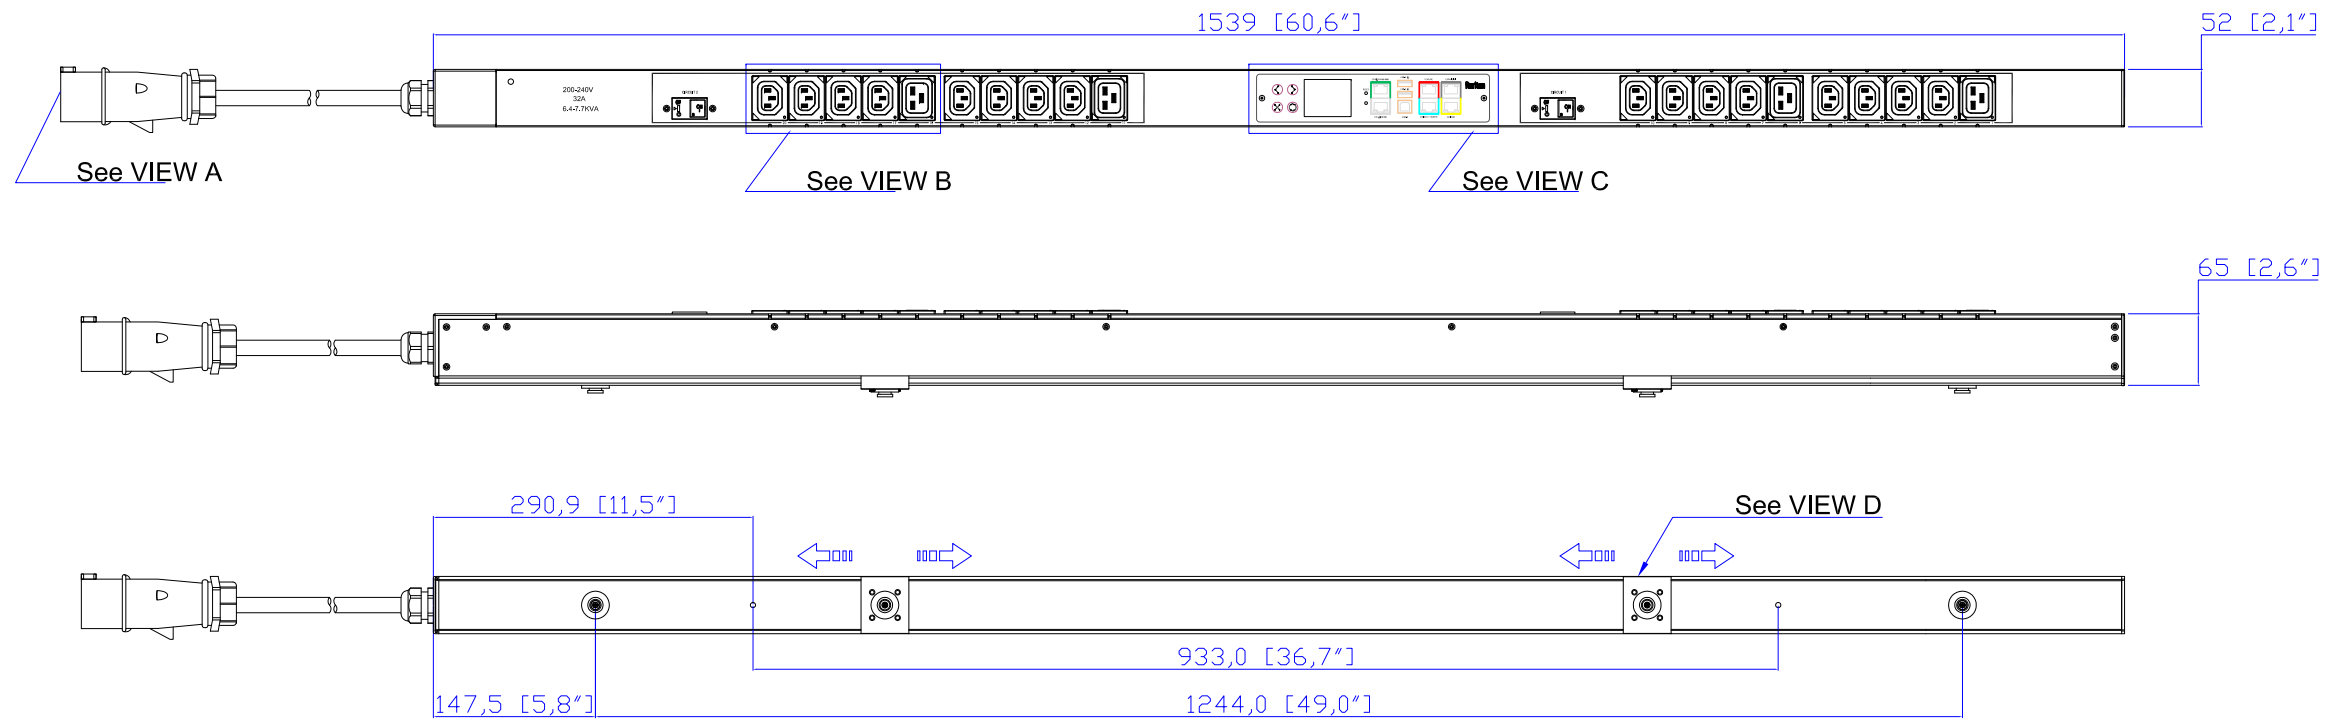 1539 [60,6"]
52 [2,1"]
200-240V
32A
6.4-7.7KVA
See VIEW A
See VIEW B
See VIEW C
65 [2,6"]
290,9 [11,5"]
See VIEW D
933,0 [36,7"]
147,5 [5,8"]
1244,0 [49,0"]